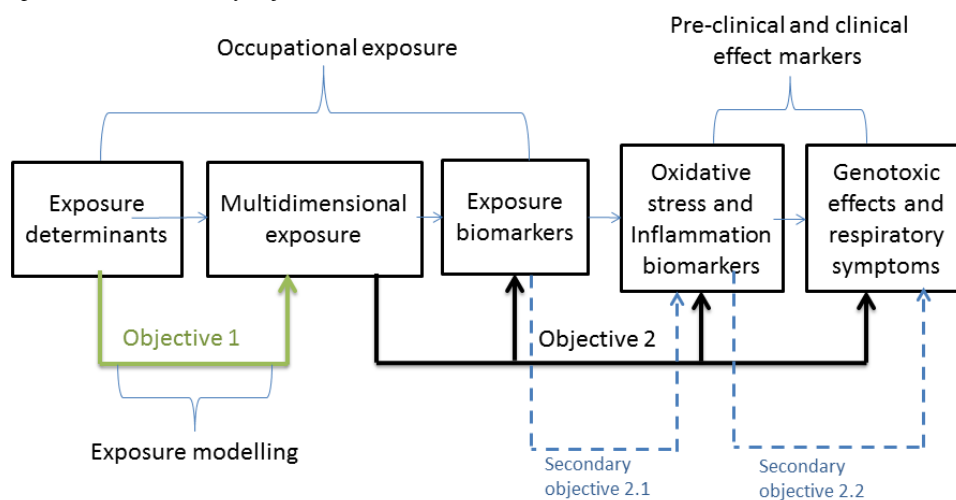 Occupational exposure
Pre-clinical and clinical
effect markers
Exposure
determinants
Multidimensional
exposure
Exposure
biomarkers
Oxidative
stress and
Inflammation
biomarkers
Genotoxic
effects and
respiratory
symptoms
Objective 1
Objective 2
Exposure modelling
Secondary
objective 2.1
Secondary
objective 2.2